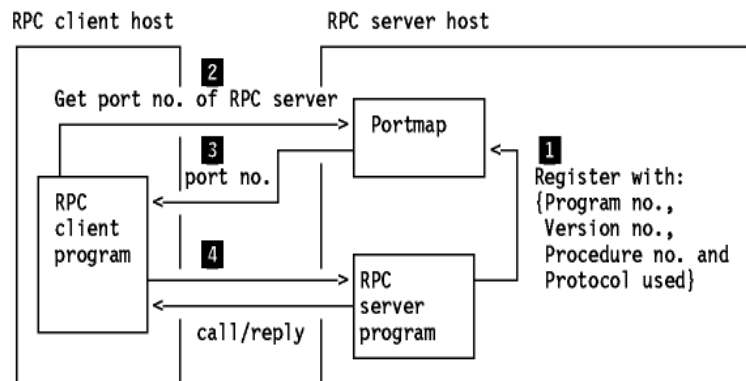 RPC client host
RPC server host
2
Get port no. of RPC server
Portmap
3
port no.
1
Register with:
{Program no.,
Version no.,
Procedure no. and
Protocol used}
RPC
client
program
4
RPC
server
program
call/reply